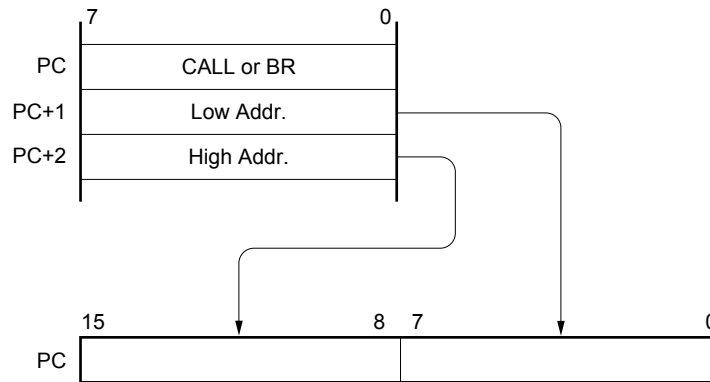 7 0
PC CALL or BR
PC+1 Low Addr.
PC+2 High Addr.
15 8 7 0
PC